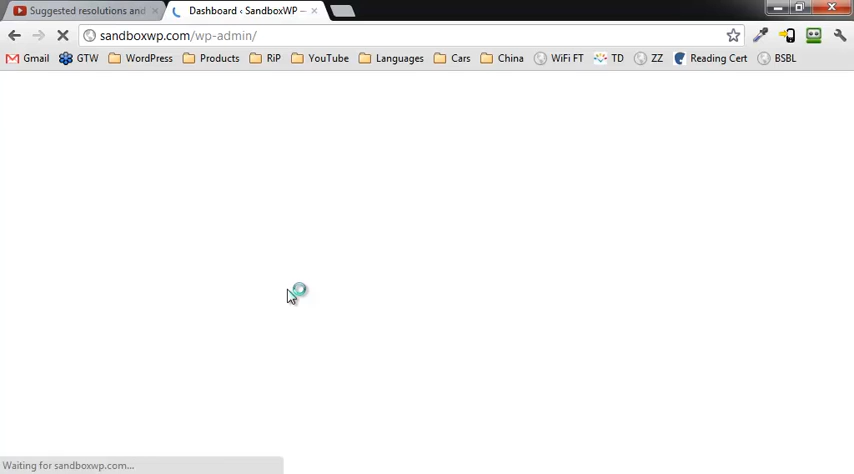 Suggested resolutions and
Dashboard ‹ SandboxWP —
sandboxwp.com/wp-admin/
Gmail GTW WordPress Products RiP YouTube Languages Cars China WiFi FT TD ZZ Reading Cert BSBL
Waiting for sandboxwp.com...